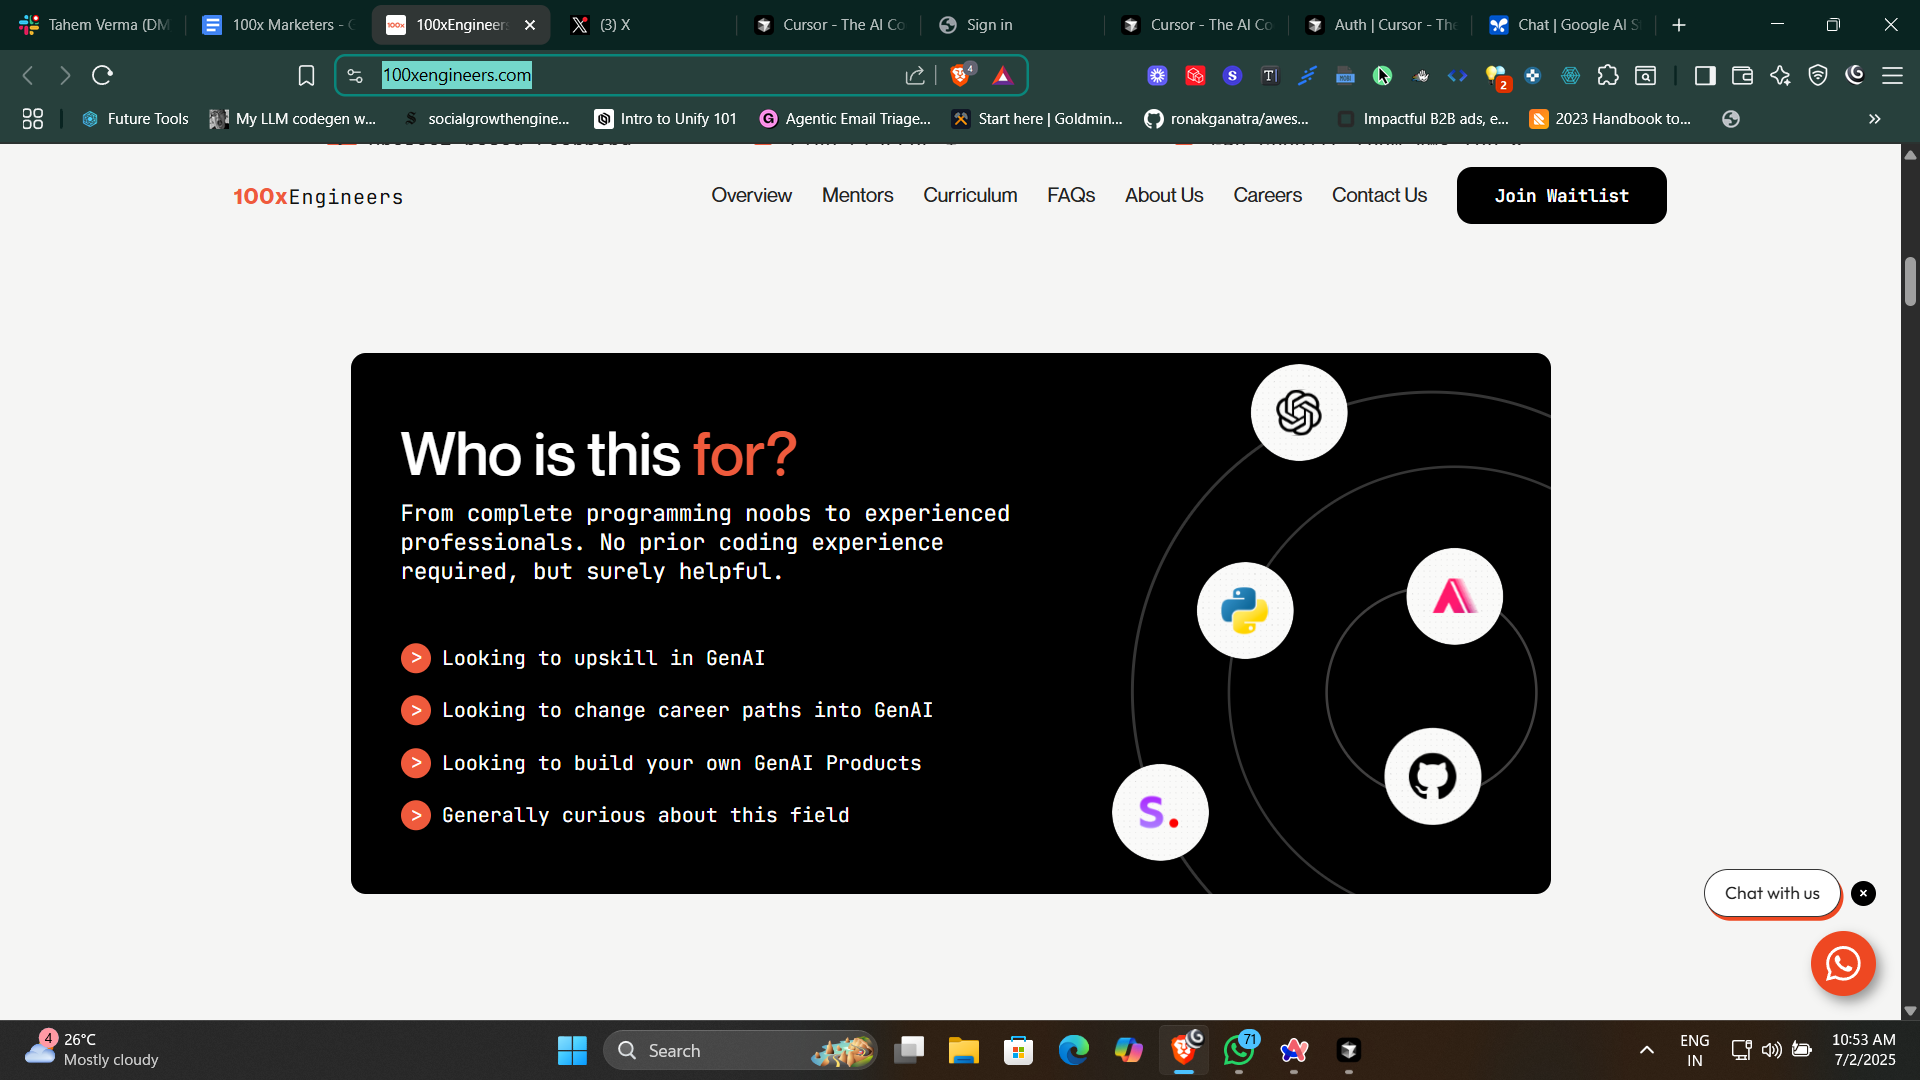 Tahem Verma (DM
100x Marketers - 
100xEngineers
(3) X
Cursor - The AI Co
Sign in
Cursor - The AI Co
Auth | Cursor - The
Chat | Google AI S
100xengineers.com
4
2
Future Tools
My LLM codegen w...
socialgrowthengine...
Intro to Unify 101
Agentic Email Triage...
Start here | Goldmin...
ronakganatra/awes...
Impactful B2B ads, e...
2023 Handbook to...
»
100xEngineers
Overview
Mentors
Curriculum
FAQs
About Us
Careers
Contact Us
Join Waitlist
Who is this for?
From complete programming noobs to experienced
professionals. No prior coding experience
required, but surely helpful.
> Looking to upskill in GenAI
> Looking to change career paths into GenAI
> Looking to build your own GenAI Products
> Generally curious about this field
S.
Chat with us
4
26°C
Mostly cloudy
Search
71
ENG
IN
10:53 AM
7/2/2025